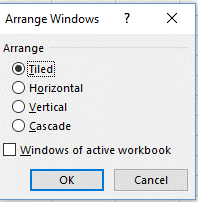 Arrange Windows ? ×
Arrange
Tiled
Horizontal
Vertical
Cascade
Windows of active workbook
OK Cancel